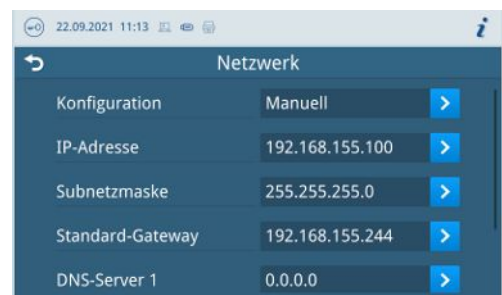 22.09.2021 11:13
Netzwerk
Konfiguration Manuell
IP-Adresse 192.168.155.100
Subnetzmaske 255.255.255.0
Standard-Gateway 192.168.155.244
DNS-Server 1 0.0.0.0